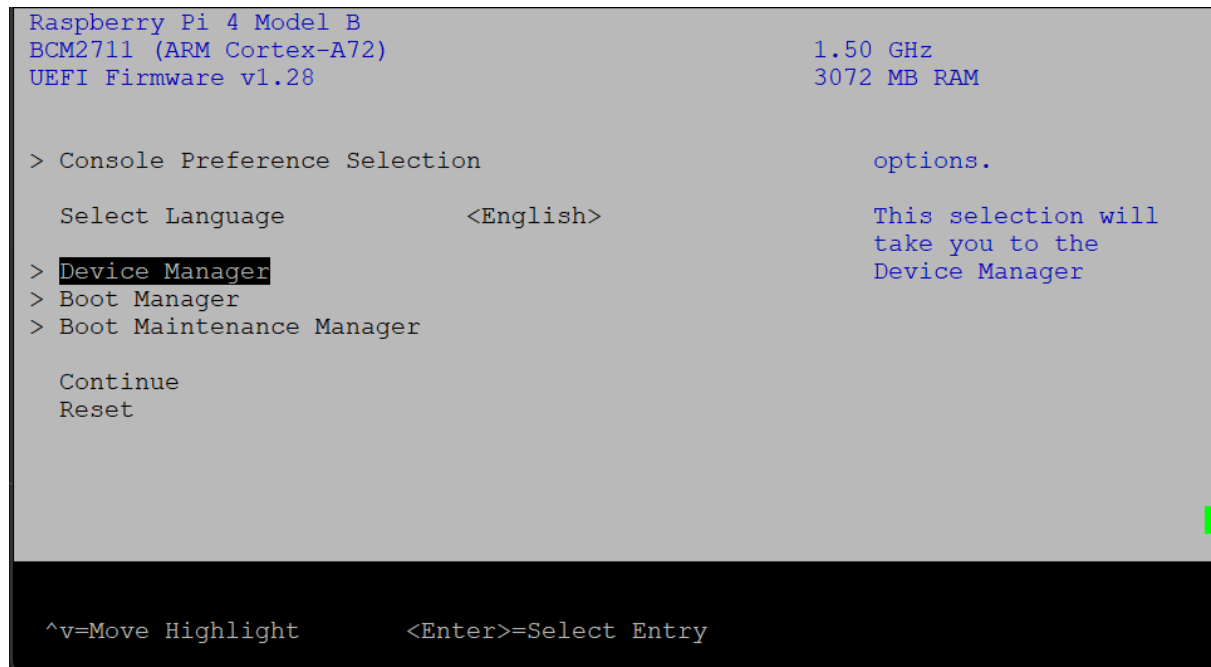 Raspberry Pi 4 Model B
BCM2711 (ARM Cortex-A72) 1.50 GHz
UEFI Firmware v1.28 3072 MB RAM
> Console Preference Selection options.
Select Language <English> This selection will
take you to the
> Device Manager Device Manager
> Boot Manager
> Boot Maintenance Manager
Continue
Reset
^v=Move Highlight <Enter>=Select Entry